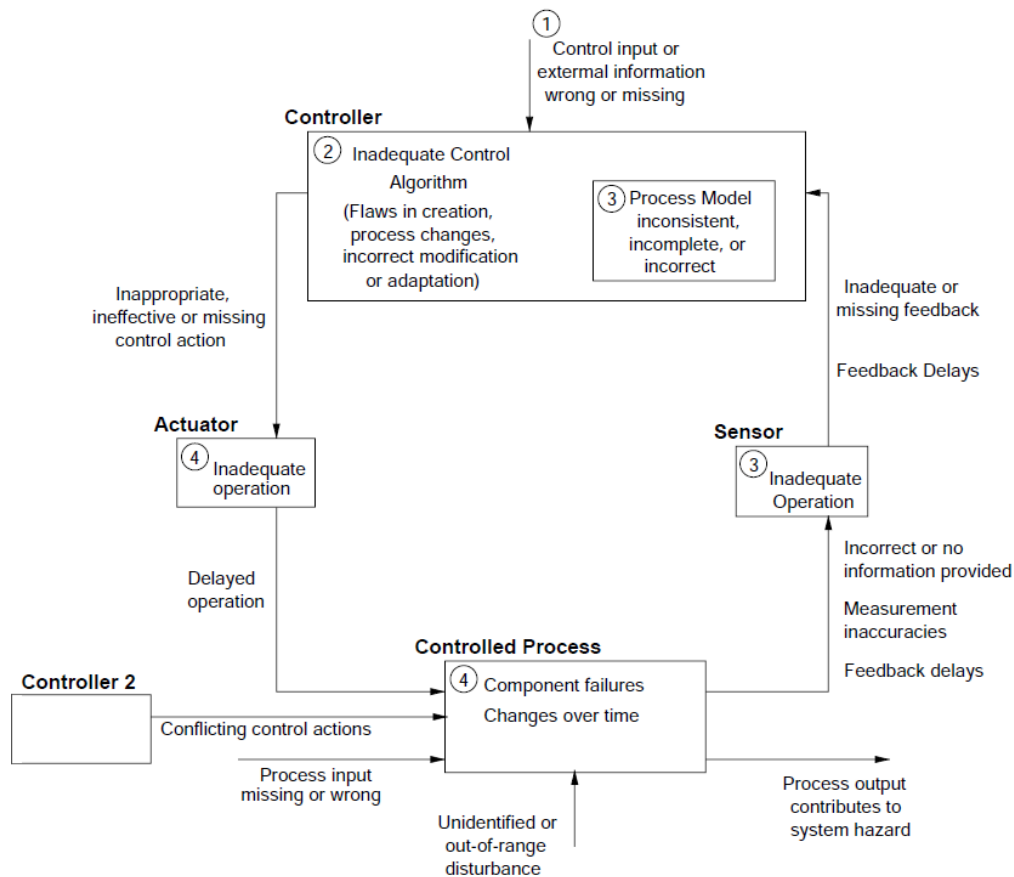 1
Control input or
external information
wrong or missing
Controller
2 Inadequate Control
Algorithm
(Flaws in creation,
process changes,
incorrect modification
or adaptation)
3 Process Model
inconsistent,
incomplete, or
incorrect
Inappropriate,
ineffective or missing
control action
Inadequate or
missing feedback
Feedback Delays
Actuator
4 Inadequate
operation
Sensor
3 Inadequate
Operation
Delayed
operation
Incorrect or no
information provided
Measurement
inaccuracies
Feedback delays
Controlled Process
4 Component failures
Changes over time
Controller 2
Conflicting control actions
Process input
missing or wrong
Unidentified or
out-of-range
disturbance
Process output
contributes to
system hazard